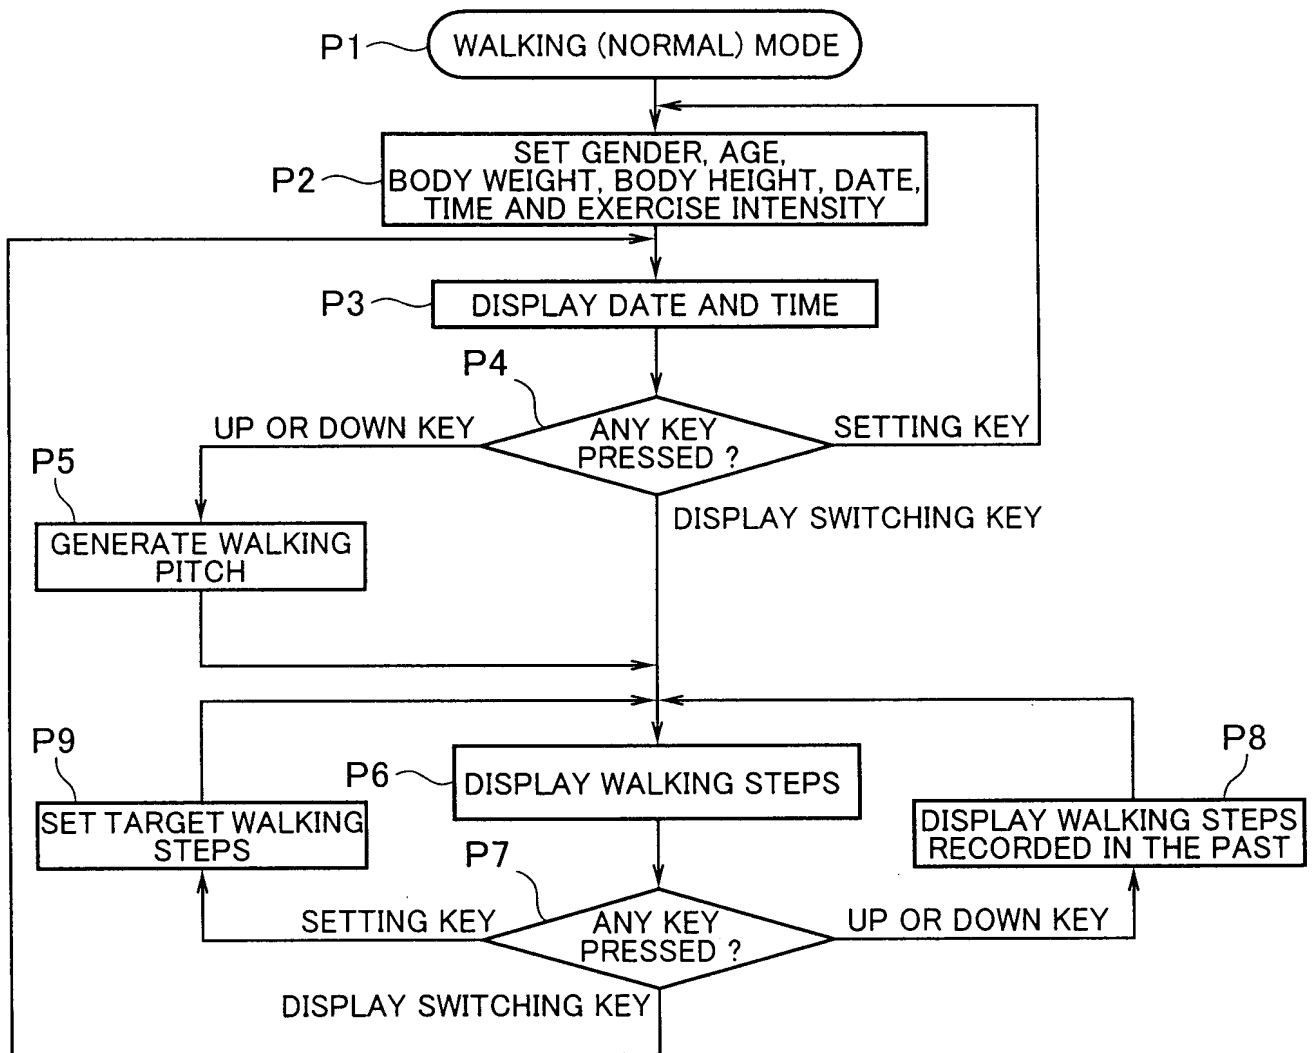 P1
WALKING (NORMAL) MODE
P2
SET GENDER, AGE,
BODY WEIGHT, BODY HEIGHT, DATE,
TIME AND EXERCISE INTENSITY
P3
DISPLAY DATE AND TIME
P4
UP OR DOWN KEY
ANY KEY
PRESSED ?
SETTING KEY
P5
GENERATE WALKING
PITCH
DISPLAY SWITCHING KEY
P9
SET TARGET WALKING
STEPS
P6
DISPLAY WALKING STEPS
P8
DISPLAY WALKING STEPS
RECORDED IN THE PAST
P7
SETTING KEY
ANY KEY
PRESSED ?
UP OR DOWN KEY
DISPLAY SWITCHING KEY